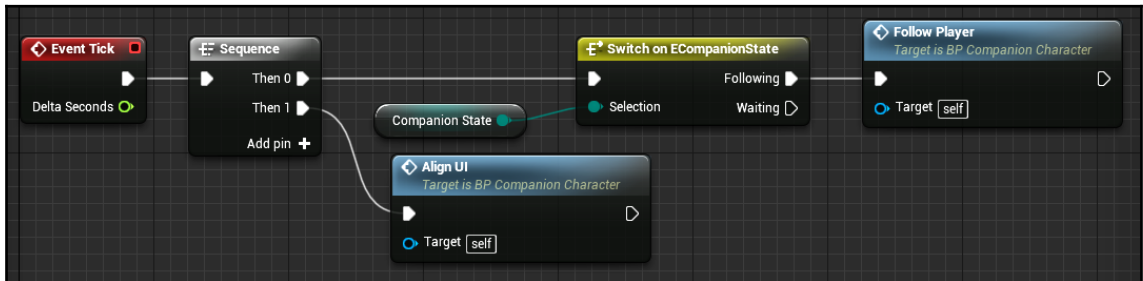 Event Tick
Delta Seconds
Sequence
Then 0
Then 1
Add pin +
Companion State
Switch on ECompanionState
Following
Selection
Waiting
Follow Player
Target is BP Companion Character
Target self
Align UI
Target is BP Companion Character
Target self